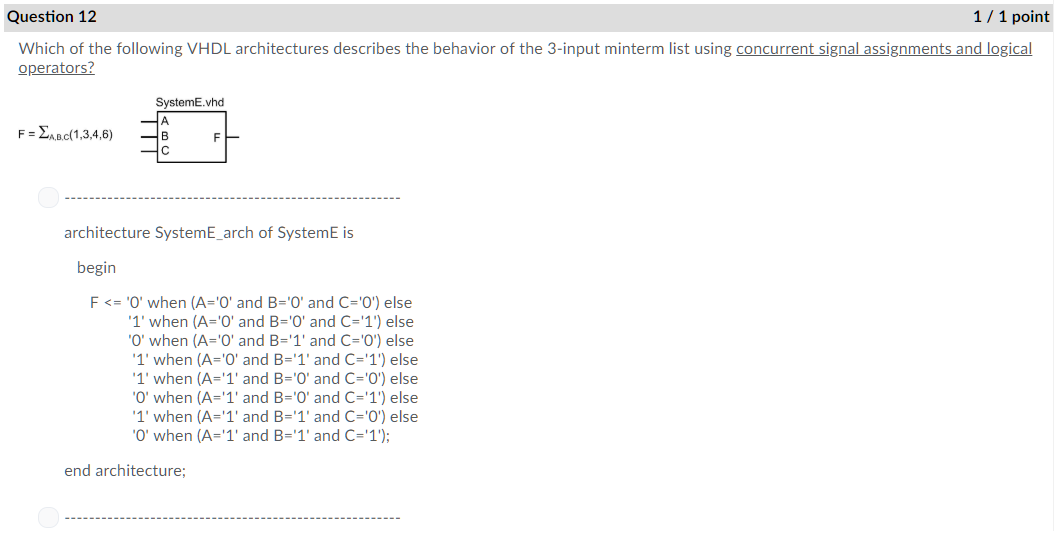 Question 12
1 / 1 point
Which of the following VHDL architectures describes the behavior of the 3-input minterm list using concurrent signal assignments and logical
operators?
SystemE.vhd
F = ΣA,B,C(1,3,4,6)
A
B
C
F
--------------------------------------------------------
architecture SystemE_arch of SystemE is
begin
F <= '0' when (A='0' and B='0' and C='0') else
'1' when (A='0' and B='0' and C='1') else
'0' when (A='0' and B='1' and C='0') else
'1' when (A='0' and B='1' and C='1') else
'1' when (A='1' and B='0' and C='0') else
'0' when (A='1' and B='0' and C='1') else
'1' when (A='1' and B='1' and C='0') else
'0' when (A='1' and B='1' and C='1');
end architecture;
--------------------------------------------------------